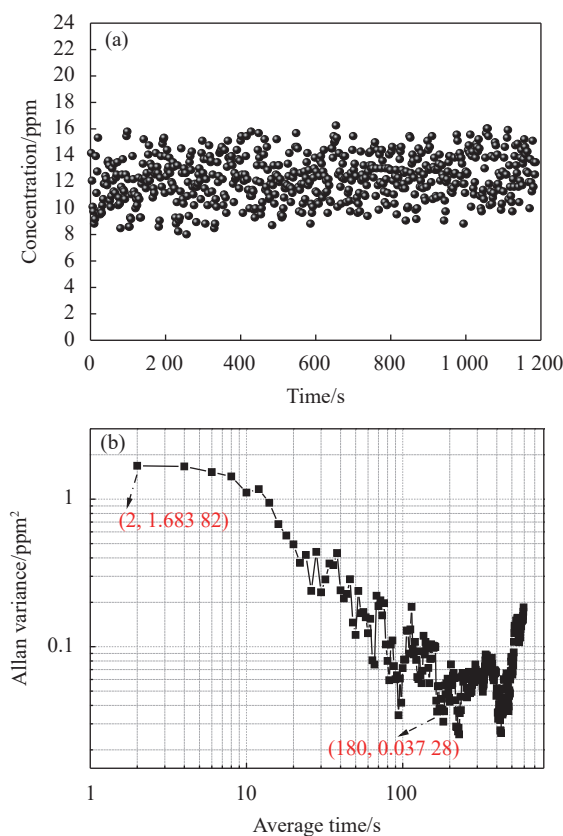 (a)
24
22
20
18
16
14
12
10
8
6
4
2
0
Concentration/ppm
0 2 00 400 600 800 1 000 1 200
Time/s
(b)
1
0.1
Allan variance/ppm²
(2, 1.683 82)
(180, 0.037 28)
1 10 100
Average time/s